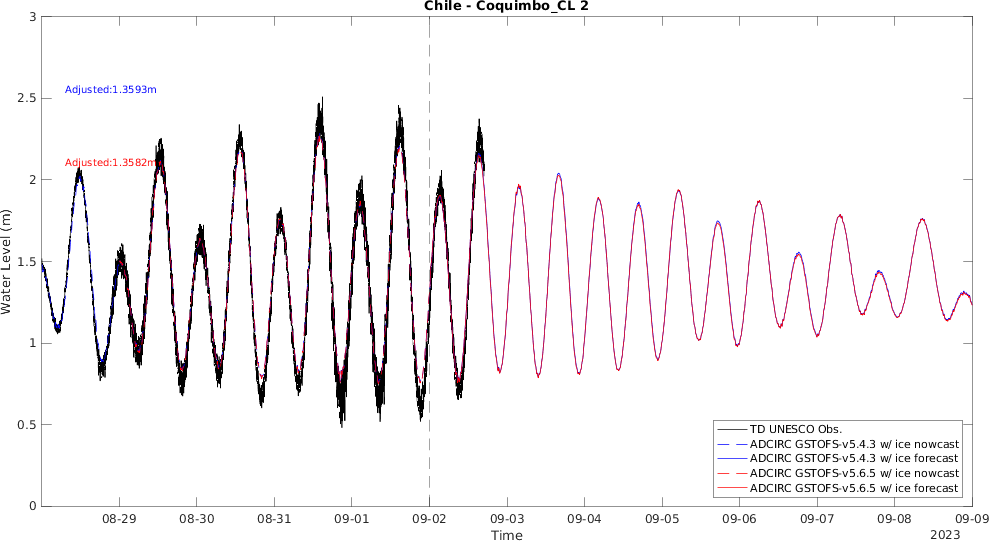 Chile - Coquimbo_CL 2
3
2.5
2
1.5
1
0.5
0
Water Level (m)
Adjusted:1.3593m
Adjusted:1.3582m
TD UNESCO Obs.
ADCIRC GSTOFS-v5.4.3 w/ ice nowcast
ADCIRC GSTOFS-v5.4.3 w/ ice forecast
ADCIRC GSTOFS-v5.6.5 w/ ice nowcast
ADCIRC GSTOFS-v5.6.5 w/ ice forecast
08-29 08-30 08-31 09-01 09-02 09-03 09-04 09-05 09-06 09-07 09-08 09-09
Time
2023